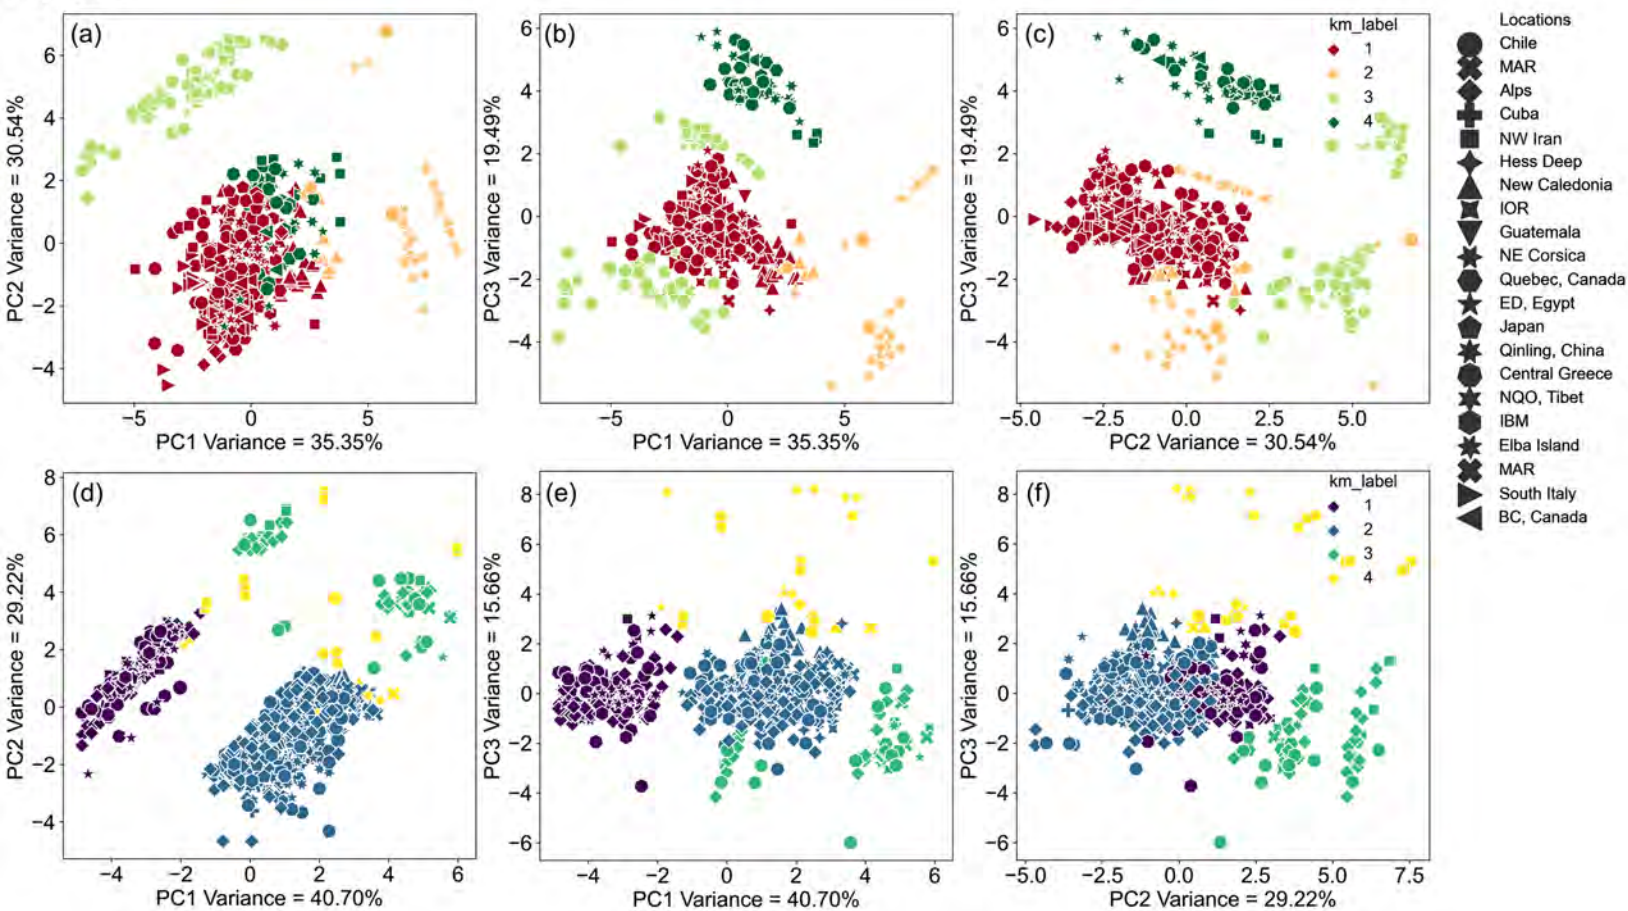 (a)
6
4
2
0
−2
−4
−5
0
5
PC2 Variance = 30.54%
PC1 Variance = 35.35%
(b)
6
4
2
0
−2
−4
−5
0
5
PC3 Variance = 19.49%
PC1 Variance = 35.35%
(c)
km_label
1
2
3
4
6
4
2
0
−2
−4
−5.0
−2.5
0.0
2.5
5.0
PC3 Variance = 19.49%
PC2 Variance = 30.54%
(d)
8
6
4
2
0
−2
−4
−4
−2
0
2
4
6
PC2 Variance = 29.22%
PC1 Variance = 40.70%
(e)
8
6
4
2
0
−2
−4
−6
−4
−2
0
2
4
6
PC3 Variance = 15.66%
PC1 Variance = 40.70%
(f)
km_label
1
2
3
4
8
6
4
2
0
−2
−4
−6
−5.0
−2.5
0.0
2.5
5.0
7.5
PC3 Variance = 15.66%
PC2 Variance = 29.22%
Locations
Chile
MAR
Alps
Cuba
NW Iran
Hess Deep
New Caledonia
IOR
Guatemala
NE Corsica
Quebec, Canada
ED, Egypt
Japan
Qinling, China
Central Greece
NQO, Tibet
IBM
Elba Island
MAR
South Italy
BC, Canada